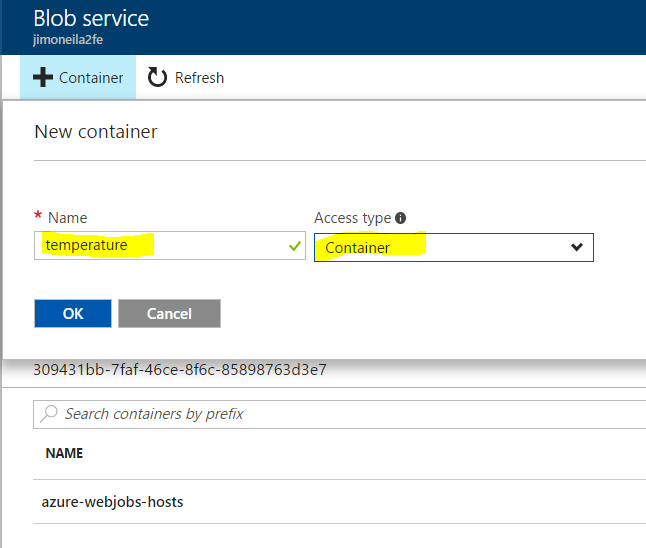 Blob service
jimoneila2fe
Container Refresh
New container
* Name Access type
temperature Container
OK Cancel
309431bb-7faf-46ce-8f6c-85898763d3e7
Search containers by prefix
NAME
azure-webjobs-hosts